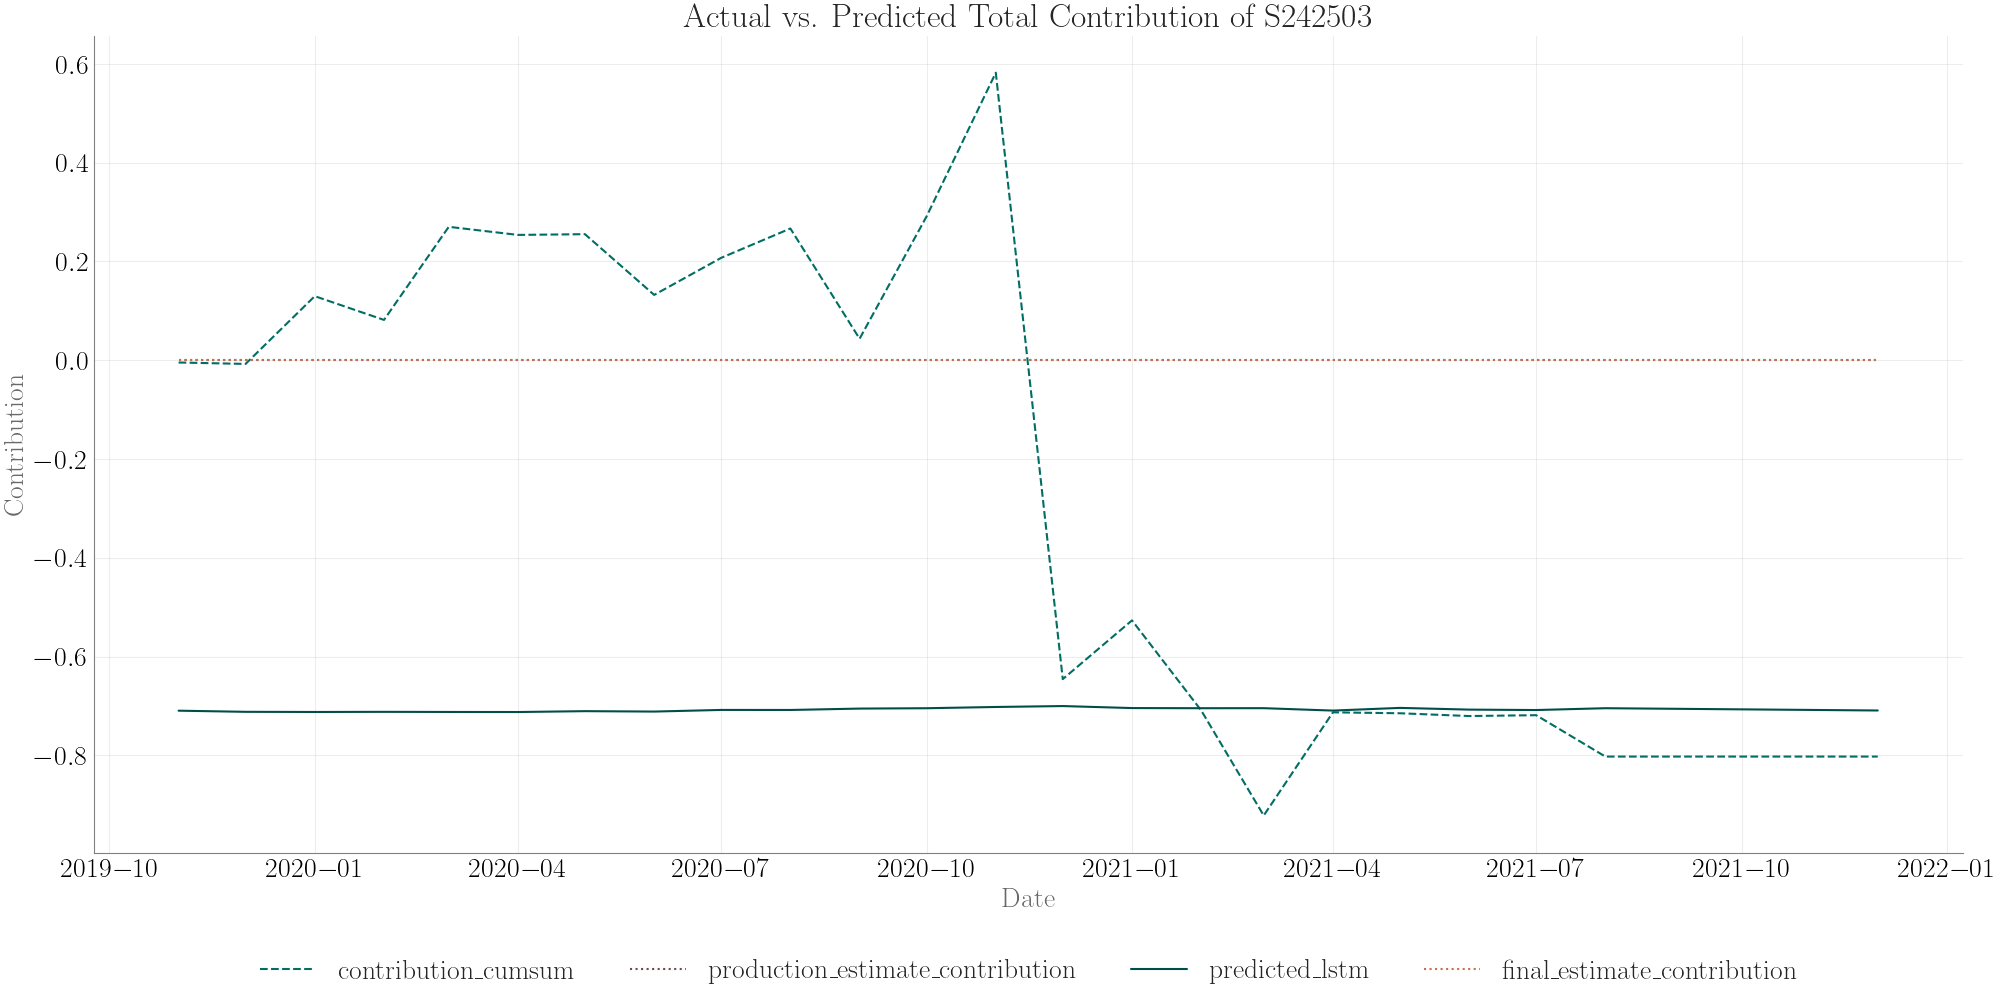 Actual vs. Predicted Total Contribution of S242503
0.6
0.4
0.2
0.0
−0.2
−0.4
−0.6
−0.8
Contribution
2019−10 2020−01 2020−04 2020−07 2020−10 2021−01 2021−04 2021−07 2021−10 2022−01
Date
contribution_cumsum production_estimate_contribution predicted_lstm final_estimate_contribution